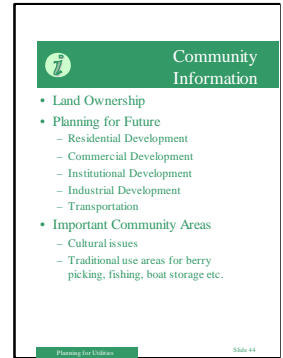 i
Community
Information
• Land Ownership
• Planning for Future
– Residential Development
– Commercial Development
– Institutional Development
– Industrial Development
– Transportation
• Important Community Areas
– Cultural issues
– Traditional use areas for berry
picking, fishing, boat storage etc.
Planning for Utilities
Slide 44